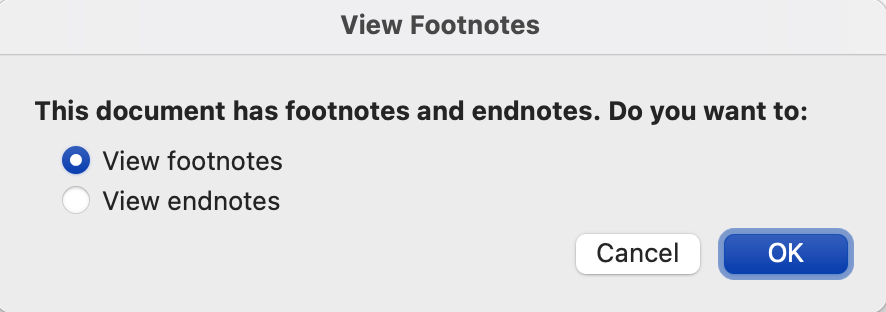 View Footnotes
This document has footnotes and endnotes. Do you want to:
View footnotes
View endnotes
Cancel
OK